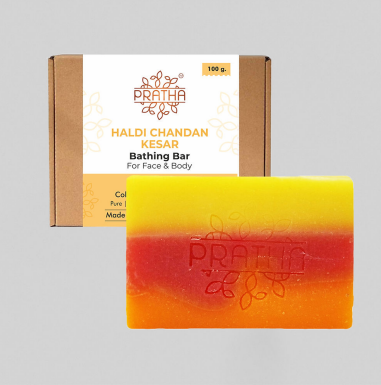 100 g.
PRATHA
HALDI CHANDAN
KESAR
Bathing Bar
For Face & Body
Pure |
Made
PRATHA